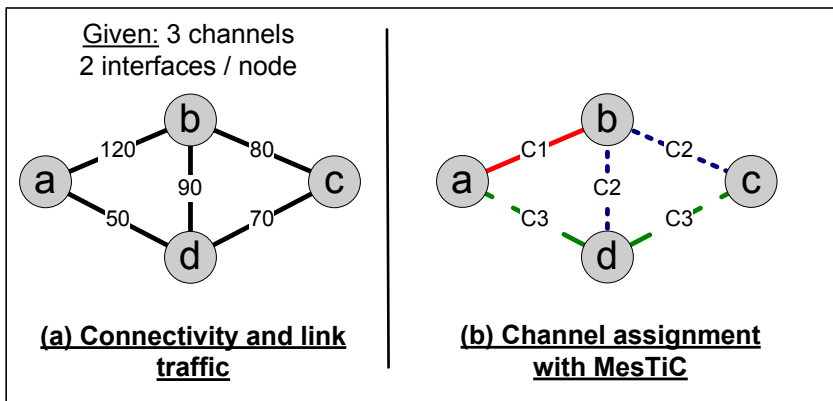 Given: 3 channels
2 interfaces / node
b
120
80
a
90
c
50
70
d
(a) Connectivity and link
traffic
b
C1
C2
a
C2
c
C3
C3
d
(b) Channel assignment
with MesTiC